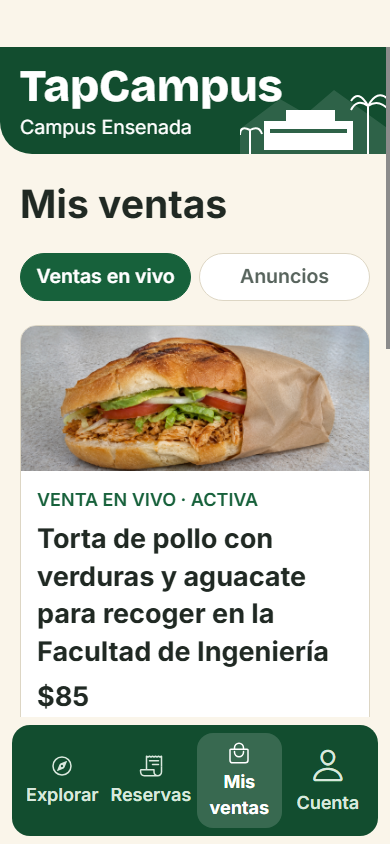 TapCampus
Campus Ensenada
Mis ventas
Ventas en vivo
Anuncios
VENTA EN VIVO · ACTIVA
Torta de pollo con
verduras y aguacate
para recoger en la
Facultad de Ingeniería
$85
Explorar
Reservas
Mis
ventas
Cuenta